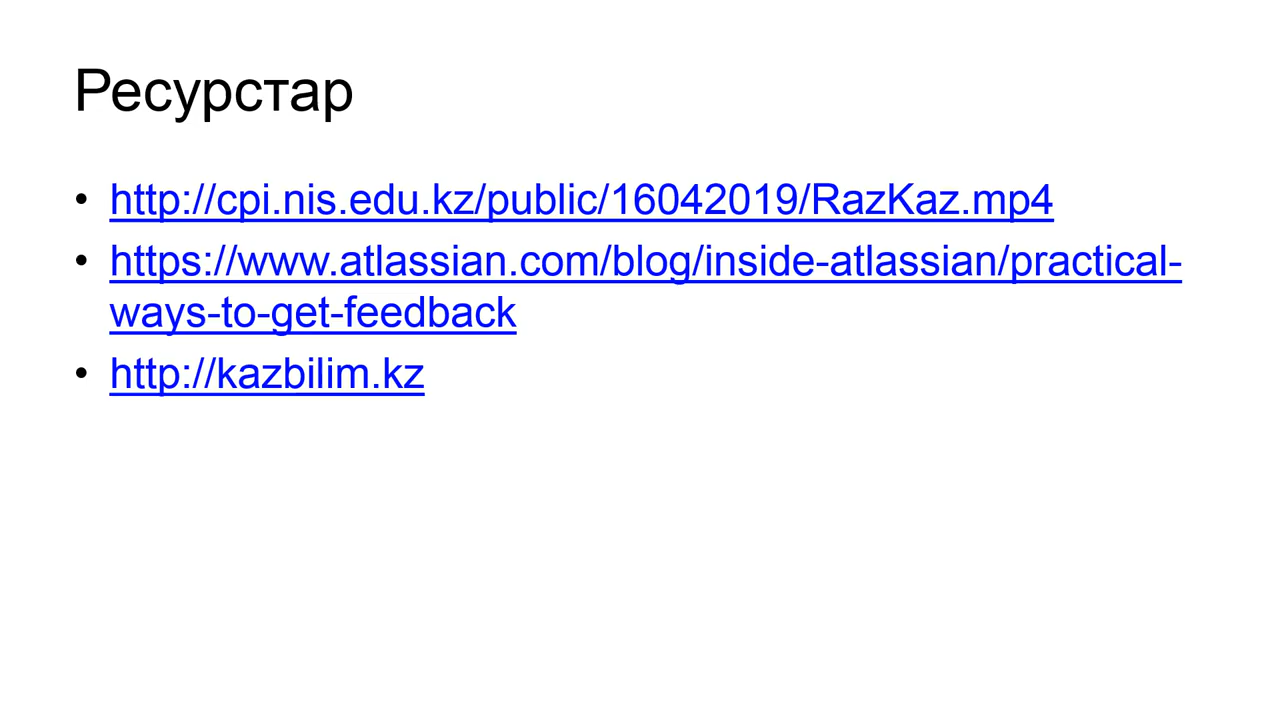 Ресурстар
• http://cpi.nis.edu.kz/public/16042019/RazKaz.mp4
• https://www.atlassian.com/blog/inside-atlassian/practical-
ways-to-get-feedback
• http://kazbilim.kz